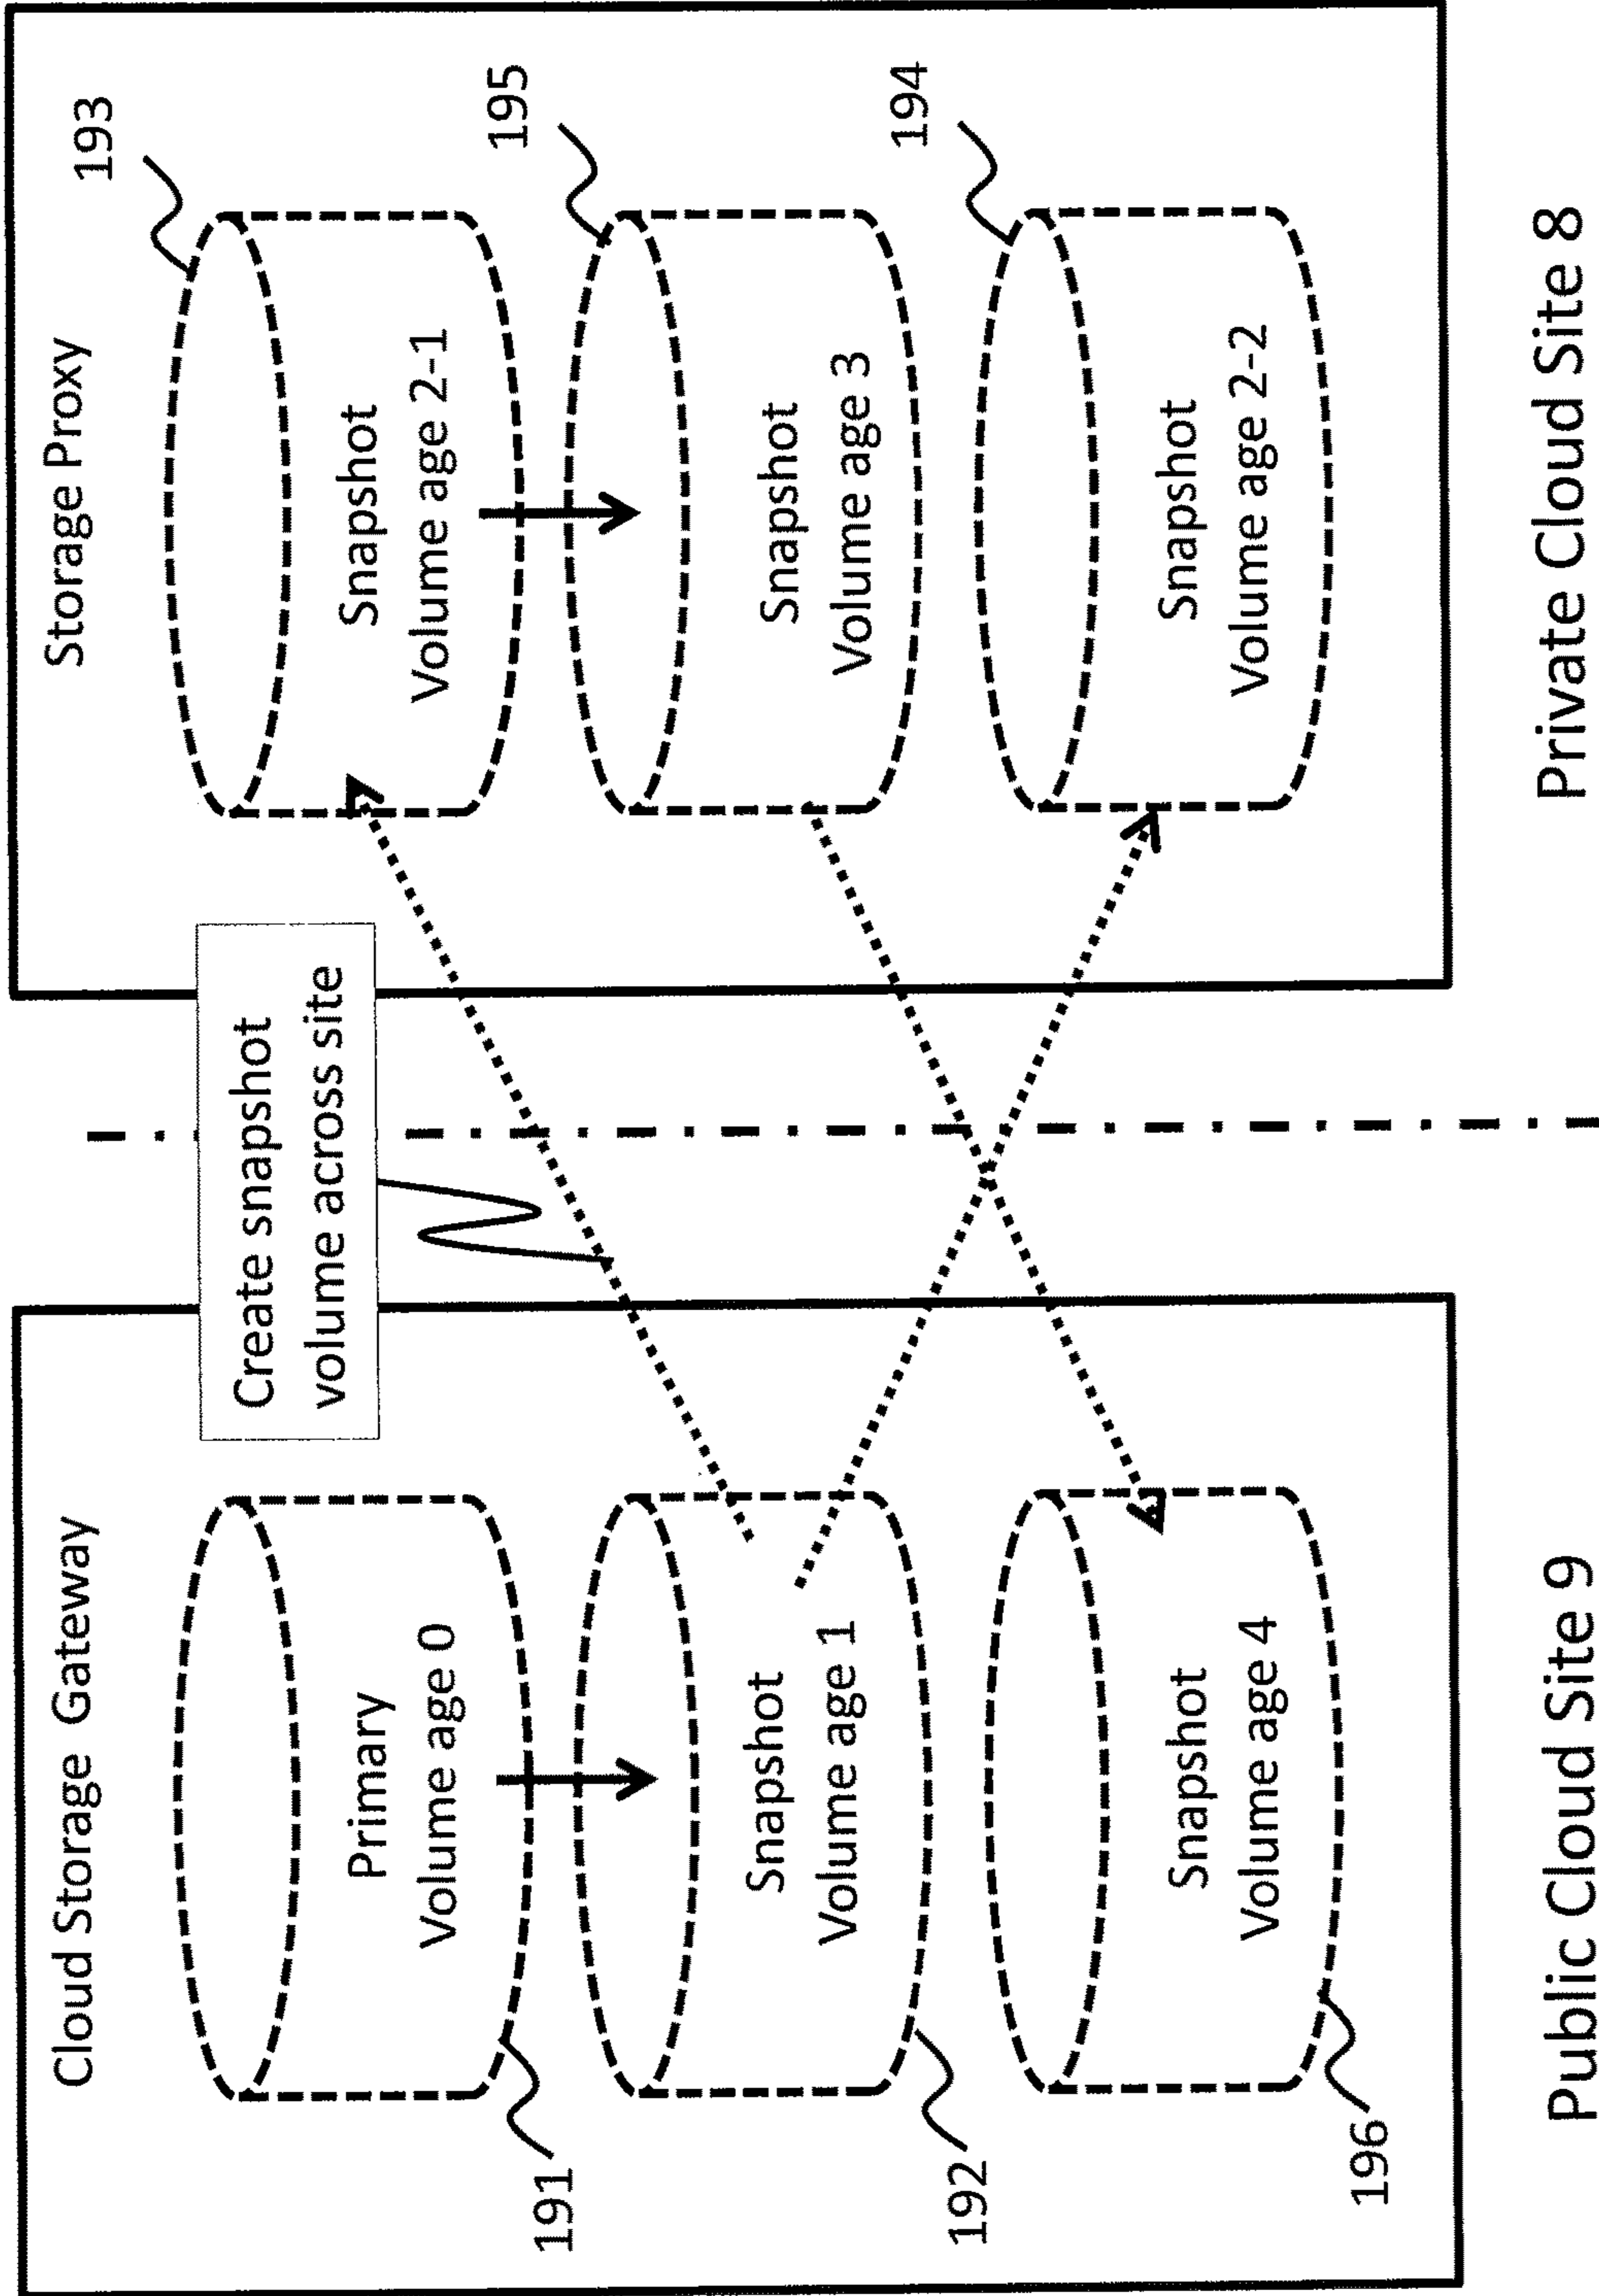 Cloud Storage Gateway
Primary
Volume age 0
191
Snapshot
Volume age 1
192
Snapshot
Volume age 4
196
Public Cloud Site 9
Create snapshot
volume across site
Storage Proxy
193
Snapshot
Volume age 2-1
195
Snapshot
Volume age 3
194
Snapshot
Volume age 2-2
Private Cloud Site 8